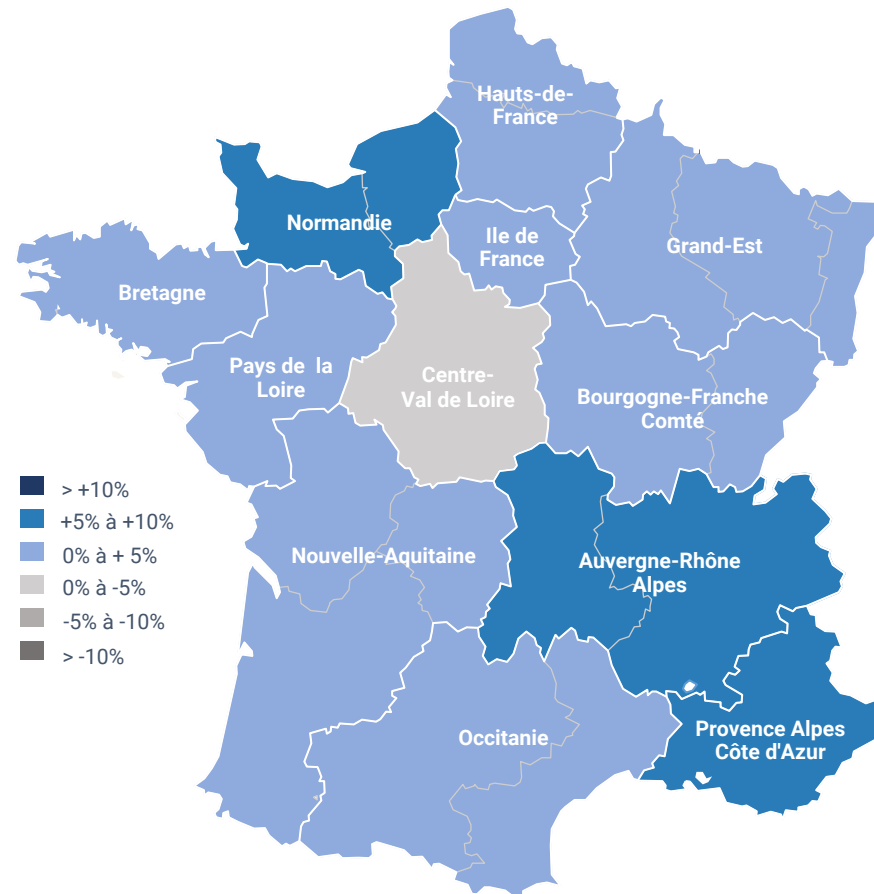 Hauts-de-
France
Normandie
Ile de
France
Grand-Est
Bretagne
Pays de  la
Loire
Centre-
Val de Loire
Bourgogne-Franche
Comté
> +10%
+5% à +10%
0% à + 5%
0% à -5%
-5% à -10%
> -10%
Nouvelle-Aquitaine
Auvergne-Rhône
Alpes
Occitanie
Provence Alpes
Côte d'Azur